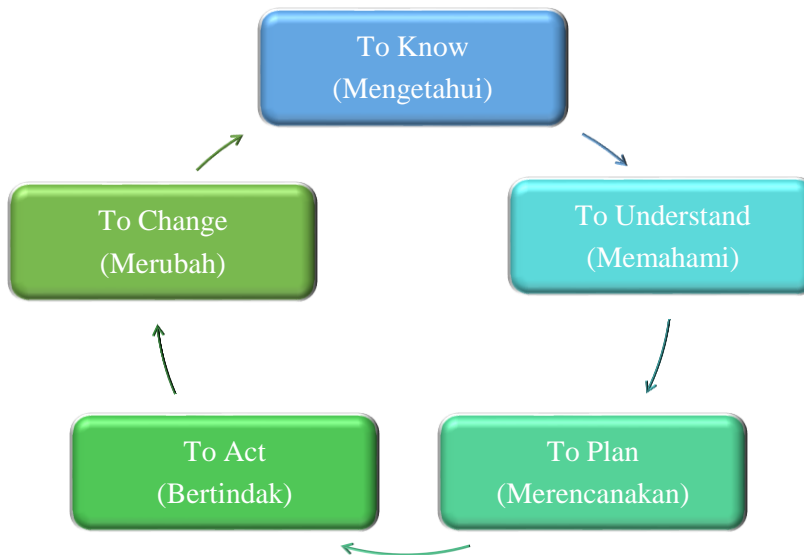 To Know
(Mengetahui)
To Understand
(Memahami)
To Plan
(Merencanakan)
To Act
(Bertindak)
To Change
(Merubah)